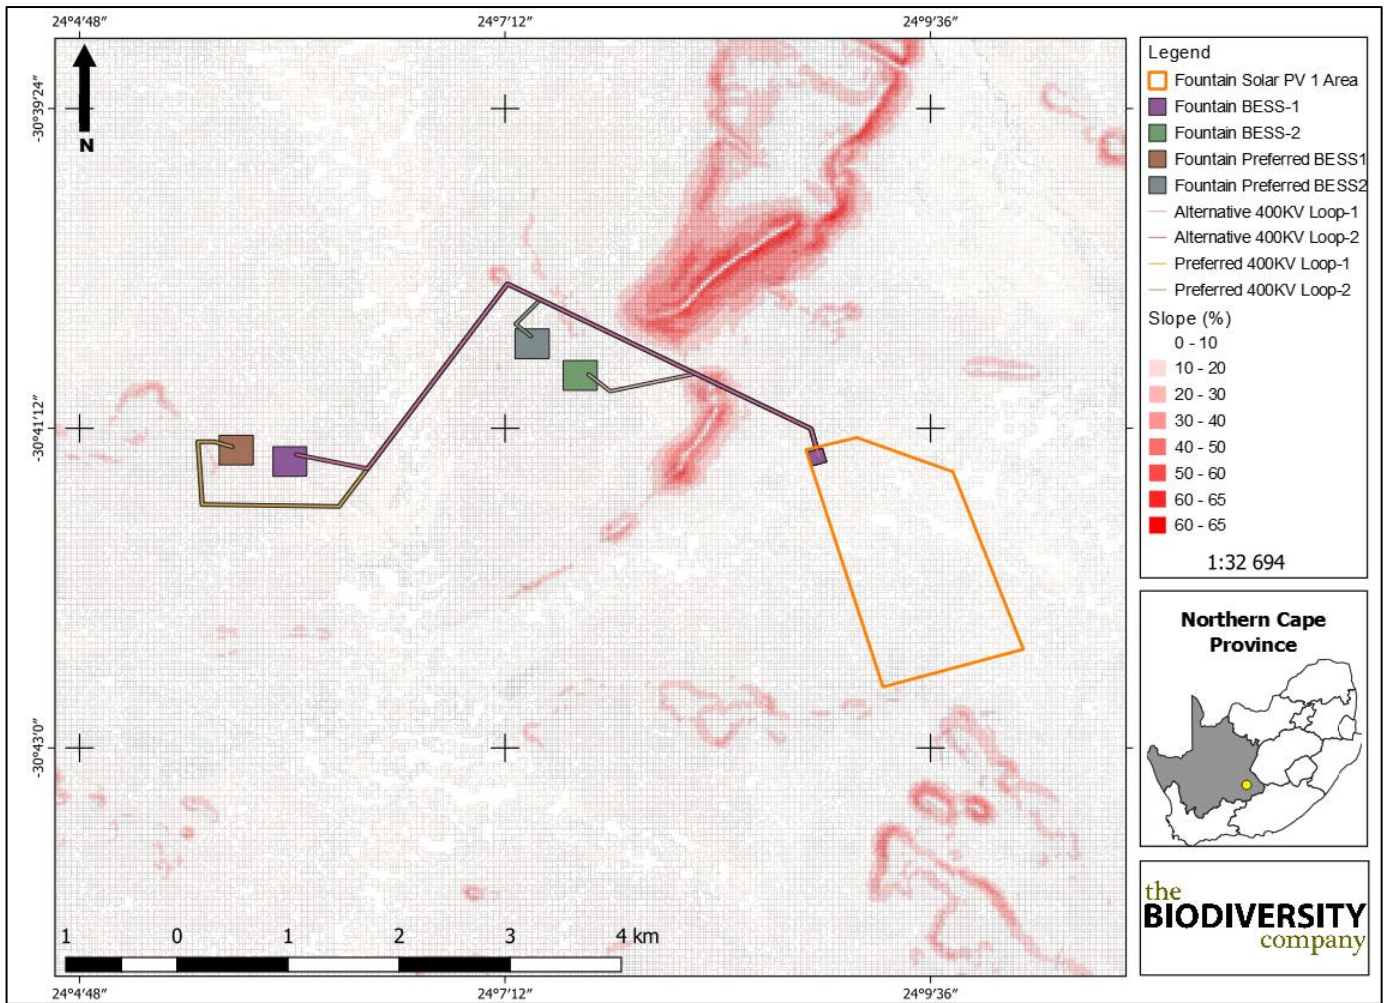 24°4′48″ 24°7′12″ 24°9′36″
-30°39′24″
-30°41′12″
-30°43′0″
N
1 0 1 2 3 4 km
24°4′48″ 24°7′12″ 24°9′36″
Legend
Fountain Solar PV 1 Area
Fountain BESS-1
Fountain BESS-2
Fountain Preferred BESS1
Fountain Preferred BESS2
Alternative 400KV Loop-1
Alternative 400KV Loop-2
Preferred 400KV Loop-1
Preferred 400KV Loop-2
Slope (%)
0 - 10
10 - 20
20 - 30
30 - 40
40 - 50
50 - 60
60 - 65
60 - 65
1:32 694
Northern Cape
Province
the
BIODIVERSITY
company